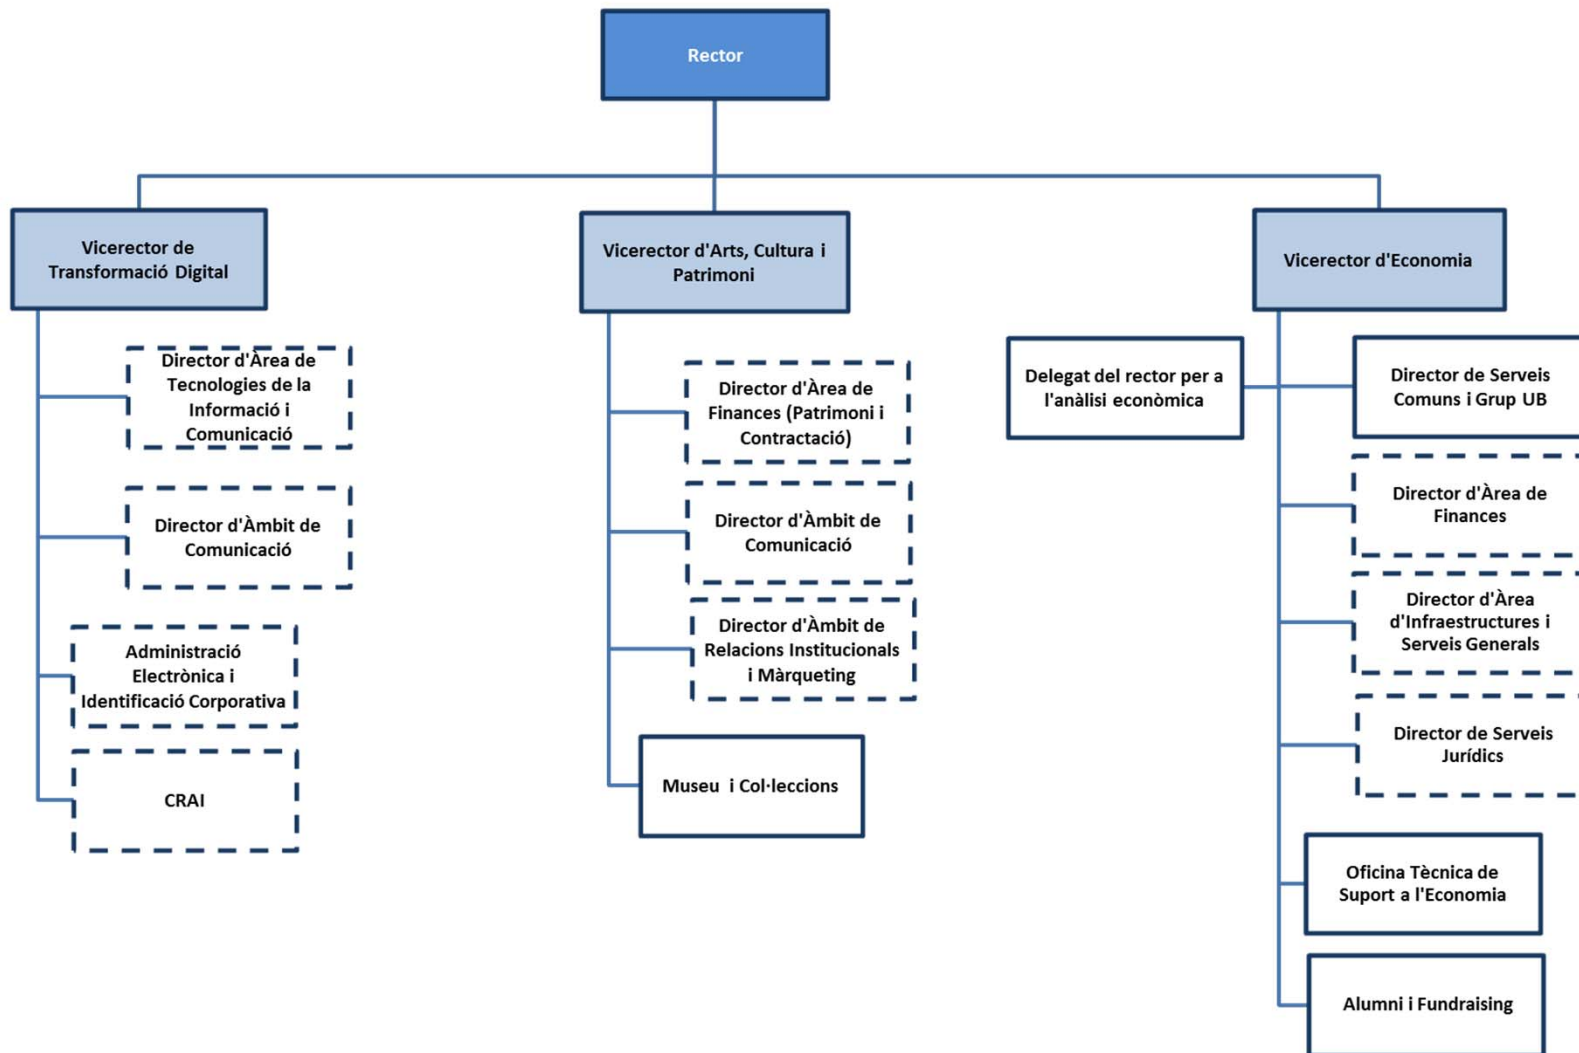 Rector
Vicerector de
Transformació Digital
Director d'Àrea de
Tecnologies de la
Informació i
Comunicació
Director d'Àmbit de
Comunicació
Administració
Electrònica i
Identificació Corporativa
CRAI
Vicerector d'Arts, Cultura i
Patrimoni
Director d'Àrea de
Finances (Patrimoni i
Contractació)
Director d'Àmbit de
Comunicació
Director d'Àmbit de
Relacions Institucionals
i Màrqueting
Museu i Col·leccions
Vicerector d'Economia
Delegat del rector per a
l'anàlisi econòmica
Director de Serveis
Comuns i Grup UB
Director d'Àrea de
Finances
Director d'Àrea
d'Infraestructures i
Serveis Generals
Director de Serveis
Jurídics
Oficina Tècnica de
Suport a l'Economia
Alumni i Fundraising